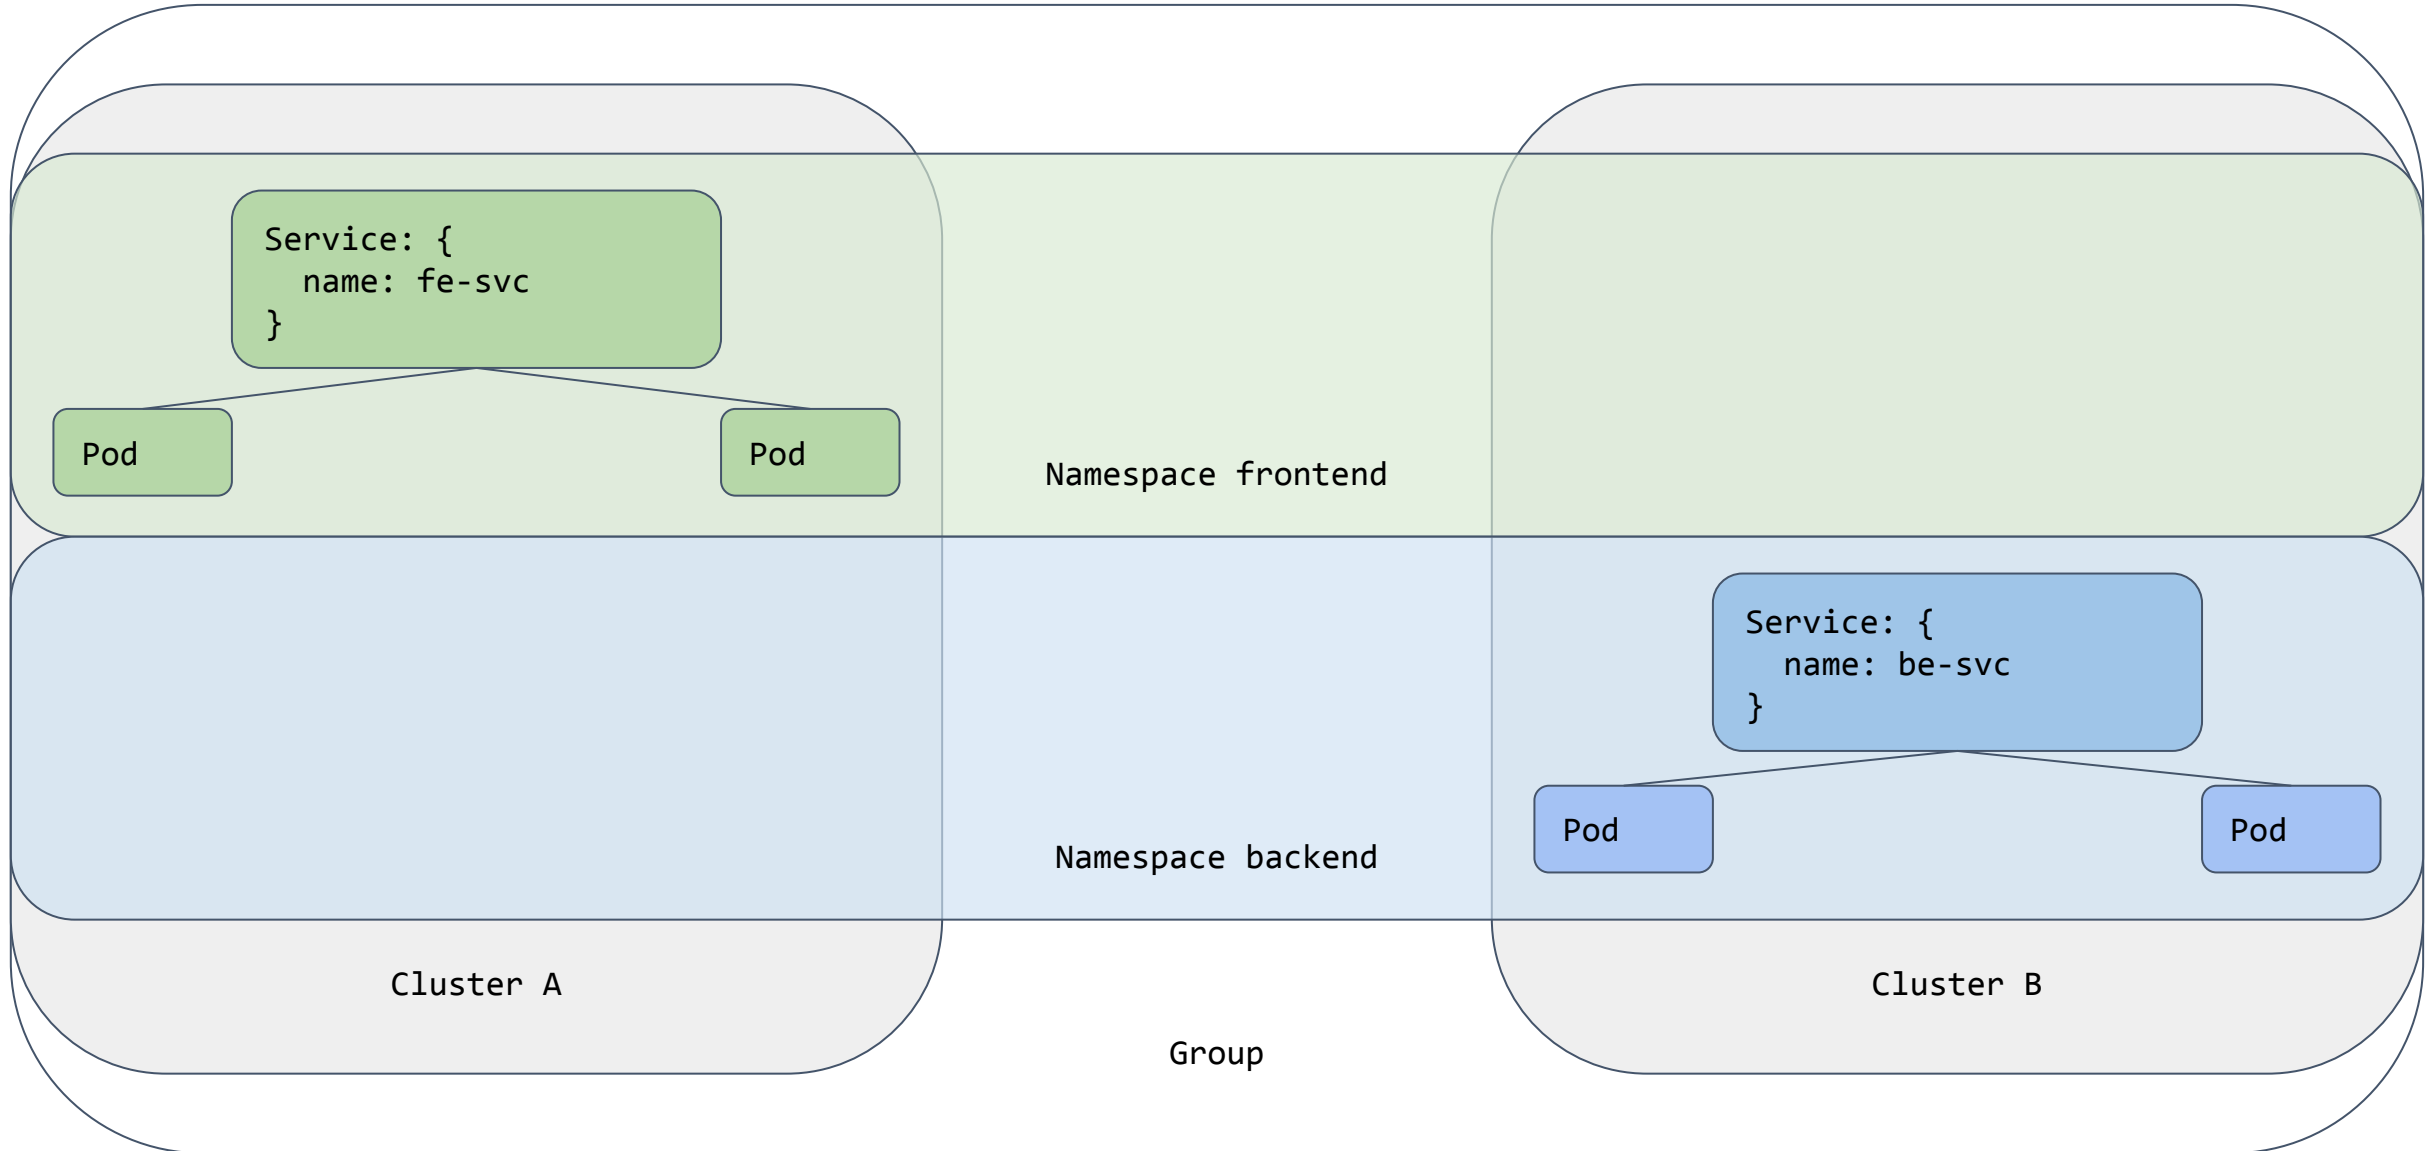 Service: {
  name: fe-svc
}
Pod
Pod
Namespace frontend
Service: {
  name: be-svc
}
Pod
Pod
Namespace backend
Cluster A
Cluster B
Group